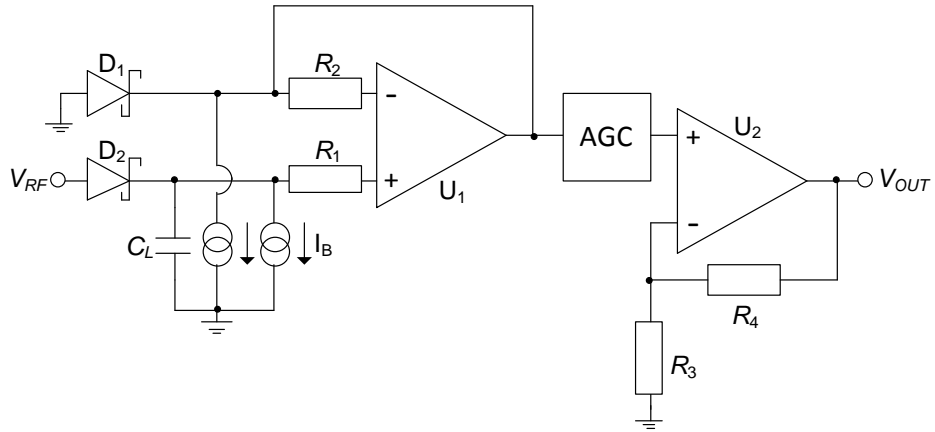 D1
R2
-
U1
AGC
+
U2
VOUT
VRF
D2
R1
+
CL
IB
-
R4
R3